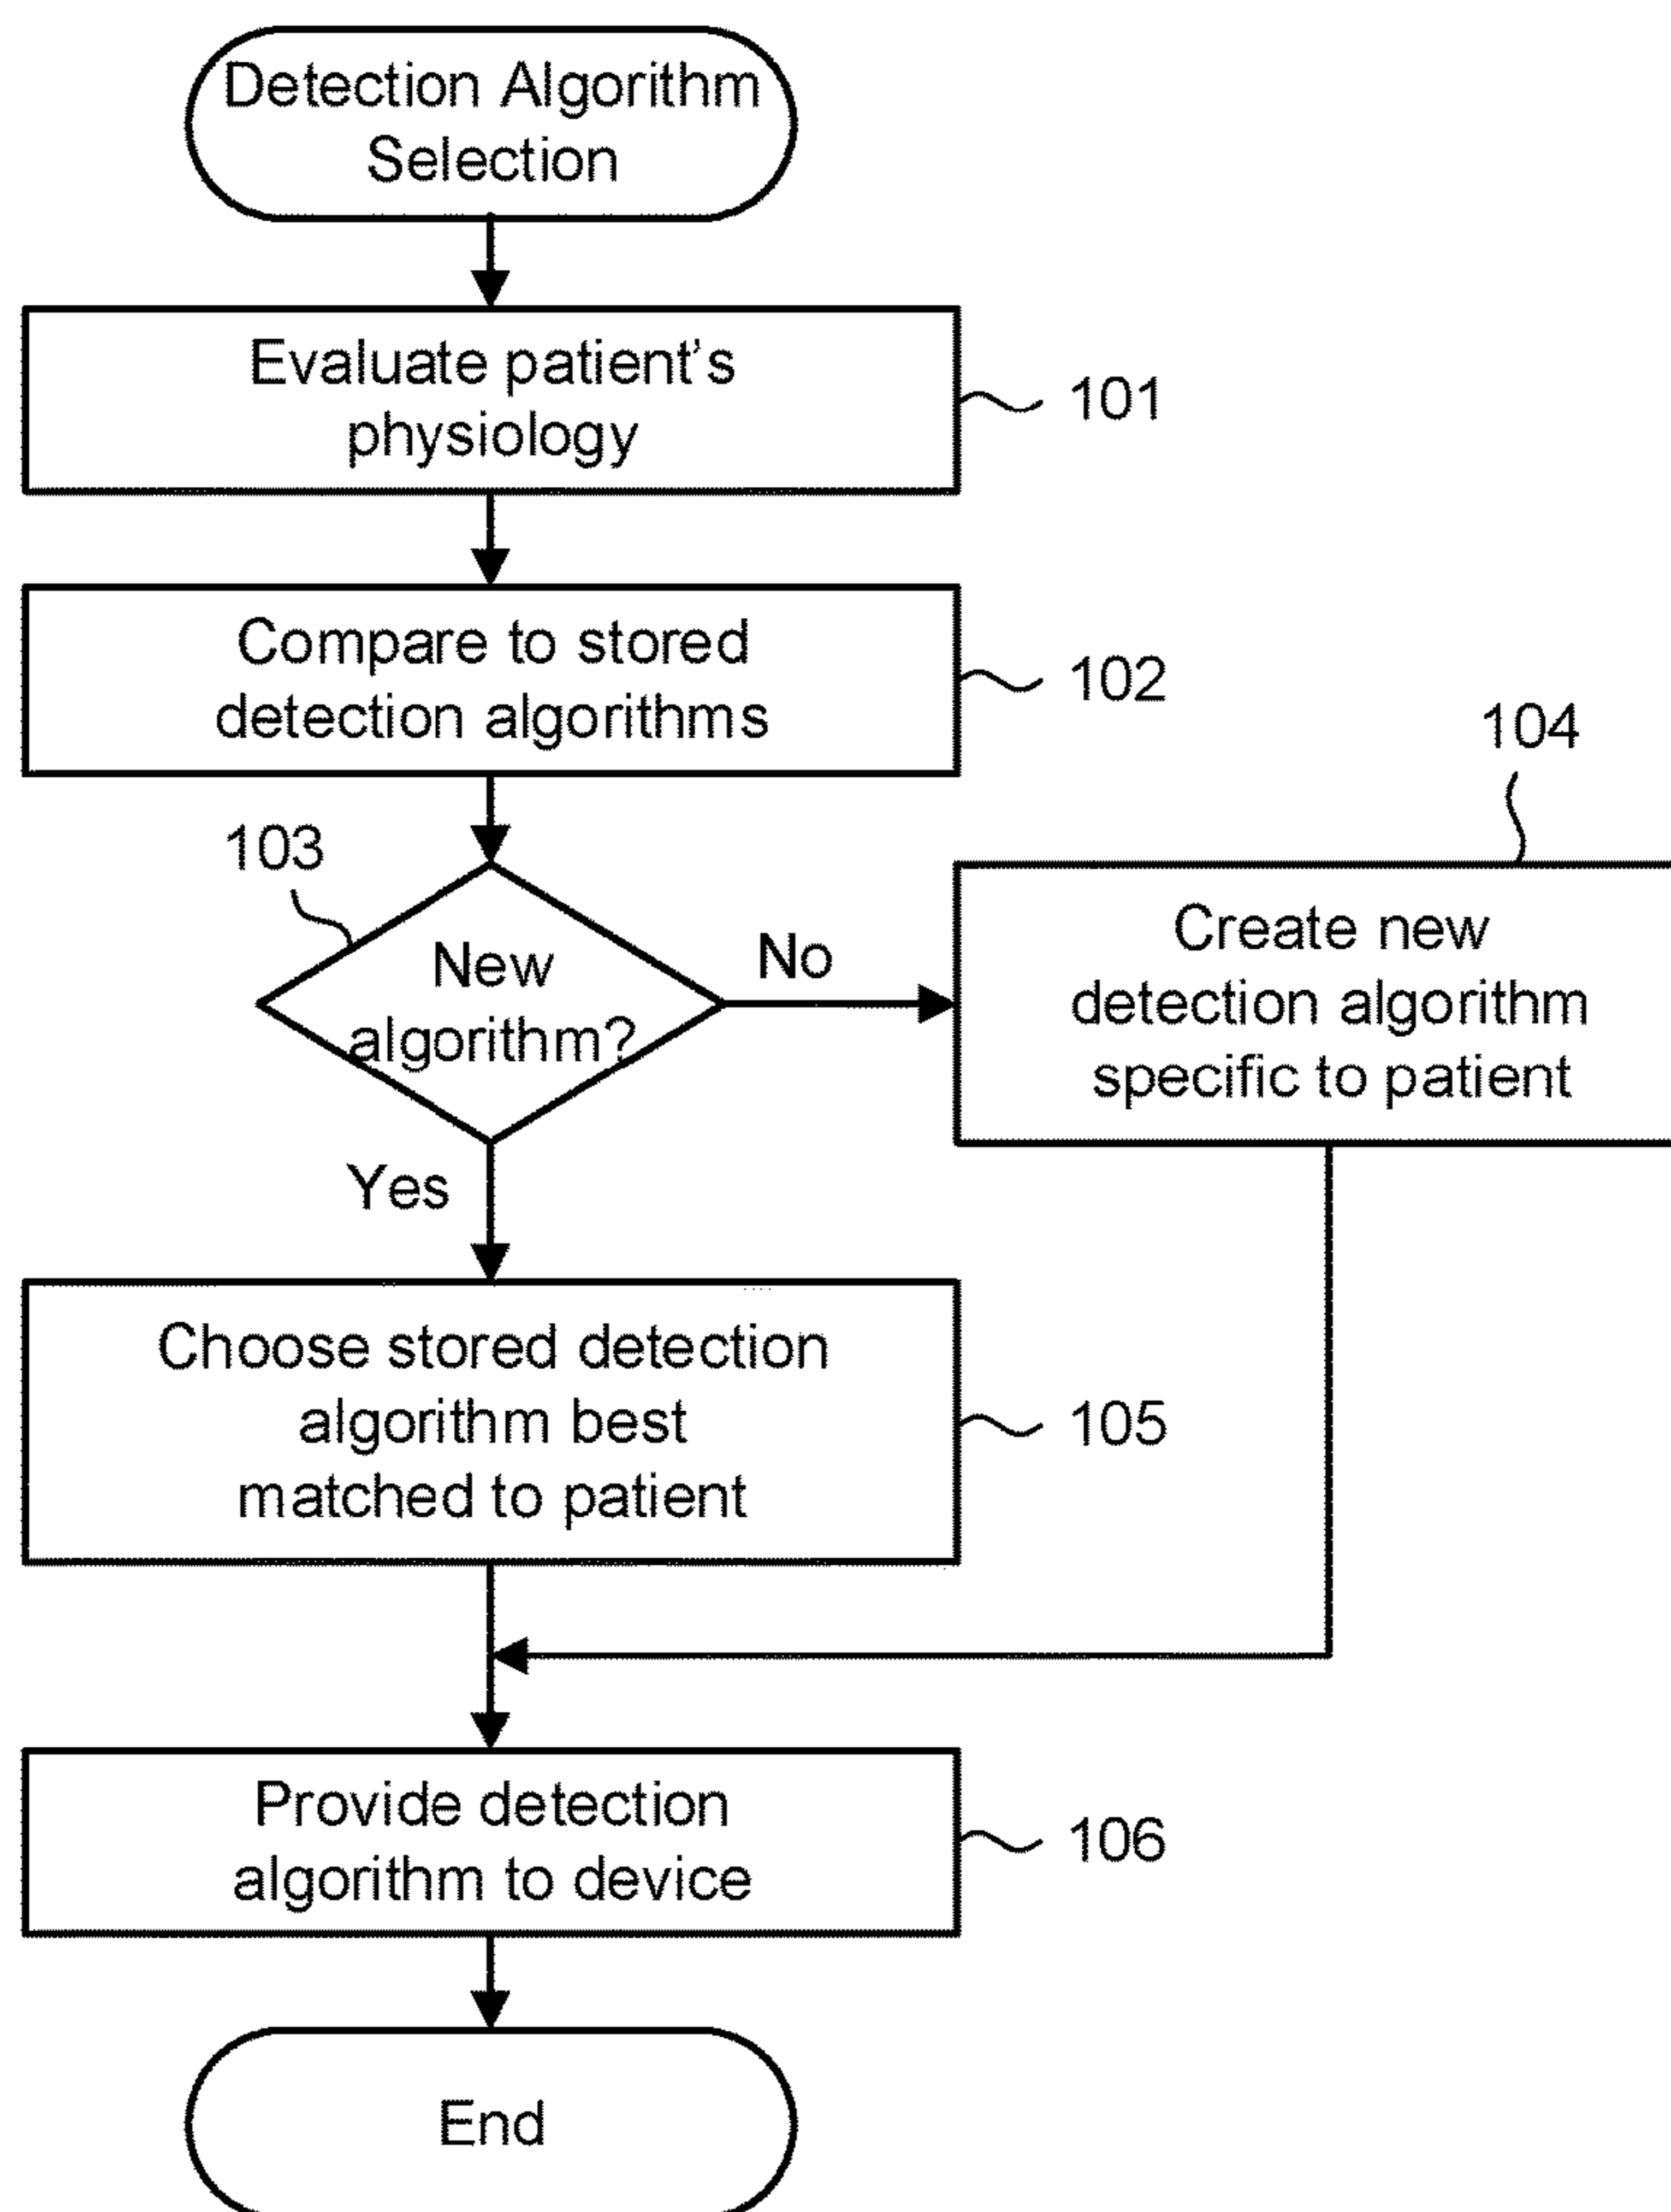 Detection Algorithm
Selection
Evaluate patient's
physiology
101
Compare to stored
detection algorithms
102
103
New
algorithm?
No
104
Create new
detection algorithm
specific to patient
Yes
Choose stored detection
algorithm best
matched to patient
105
Provide detection
algorithm to device
106
End